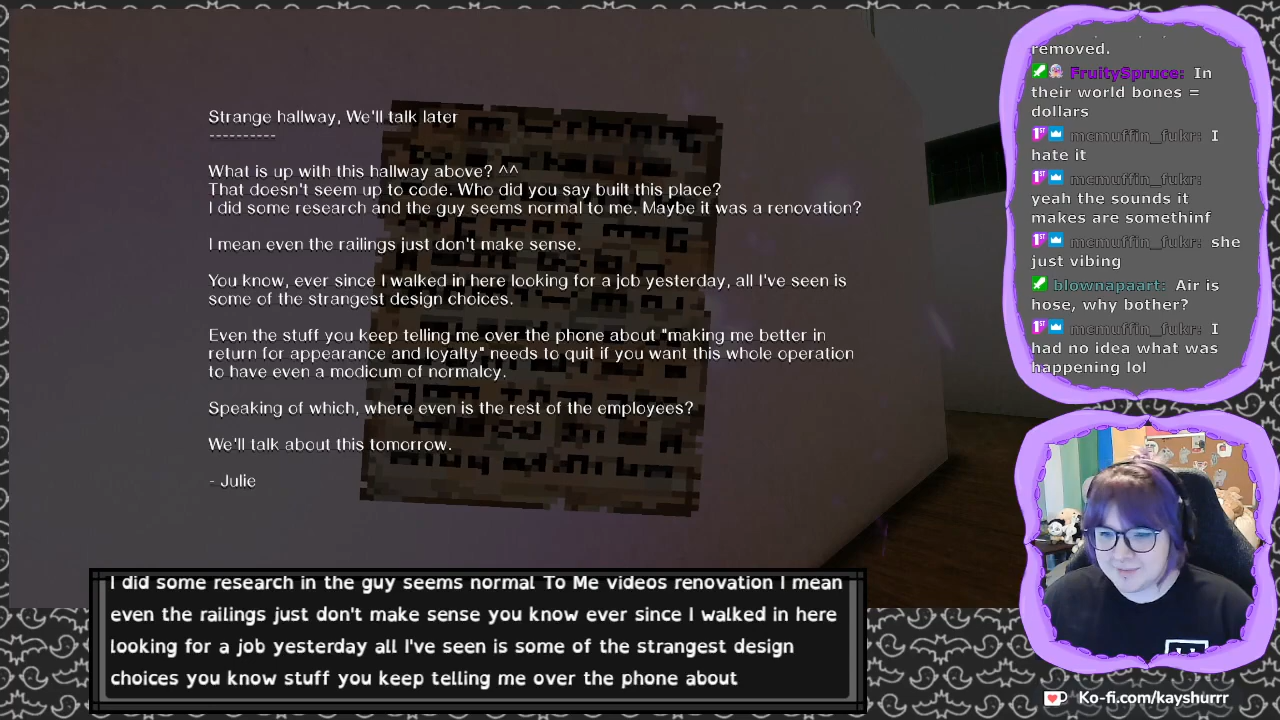 Strange hallway, We'll talk later
----------
What is up with this hallway above? ^^
That doesn't seem up to code. Who did you say built this place?
I did some research and the guy seems normal to me. Maybe it was a renovation?
I mean even the railings just don't make sense.
You know, ever since I walked in here looking for a job yesterday, all I've seen is
some of the strangest design choices.
Even the stuff you keep telling me over the phone about "making me better in
return for appearance and loyalty" needs to quit if you want this whole operation
to have even a modicum of normalcy.
Speaking of which, where even is the rest of the employees?
We'll talk about this tomorrow.
- Julie
I did some research in the guy seems normal To Me videos renovation I mean
even the railings just don't make sense you know ever since I walked in here
looking for a job yesterday all I've seen is some of the strangest design
choices you know stuff you keep telling me over the phone about
removed.
FruitySpruce: In
their world bones =
dollars
1ST mcmuffin_fukr: I
hate it
1ST mcmuffin_fukr:
yeah the sounds it
makes are somethinf
1ST mcmuffin_fukr: she
just vibing
blownapaart: Air is
hose, why bother?
1ST mcmuffin_fukr: I
had no idea what was
happening lol
Ko-fi.com/kayshurrr